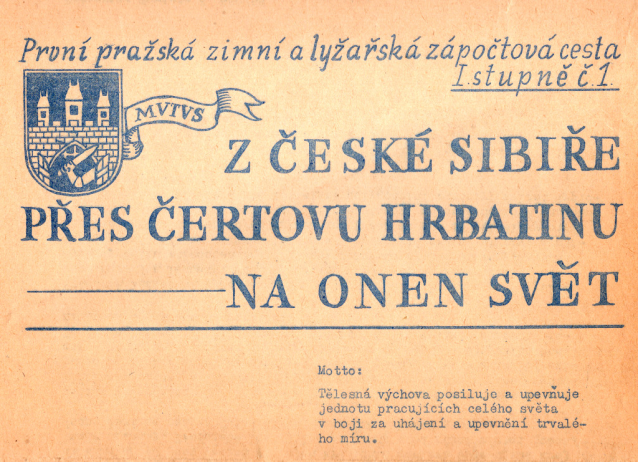 První pražská zimní a lyžařská zápočtová cesta
I stupně č.1.
MVTVS
Z ČESKÉ SIBIŘE
PŘES ČERTOVU HRBATINU
NA ONEN SVĚT
Motto:
Tělesná výchova posiluje a upevňuje
jednotu pracujících celého světa
v boji za uhájení a upevnční trvalé-
ho míru.